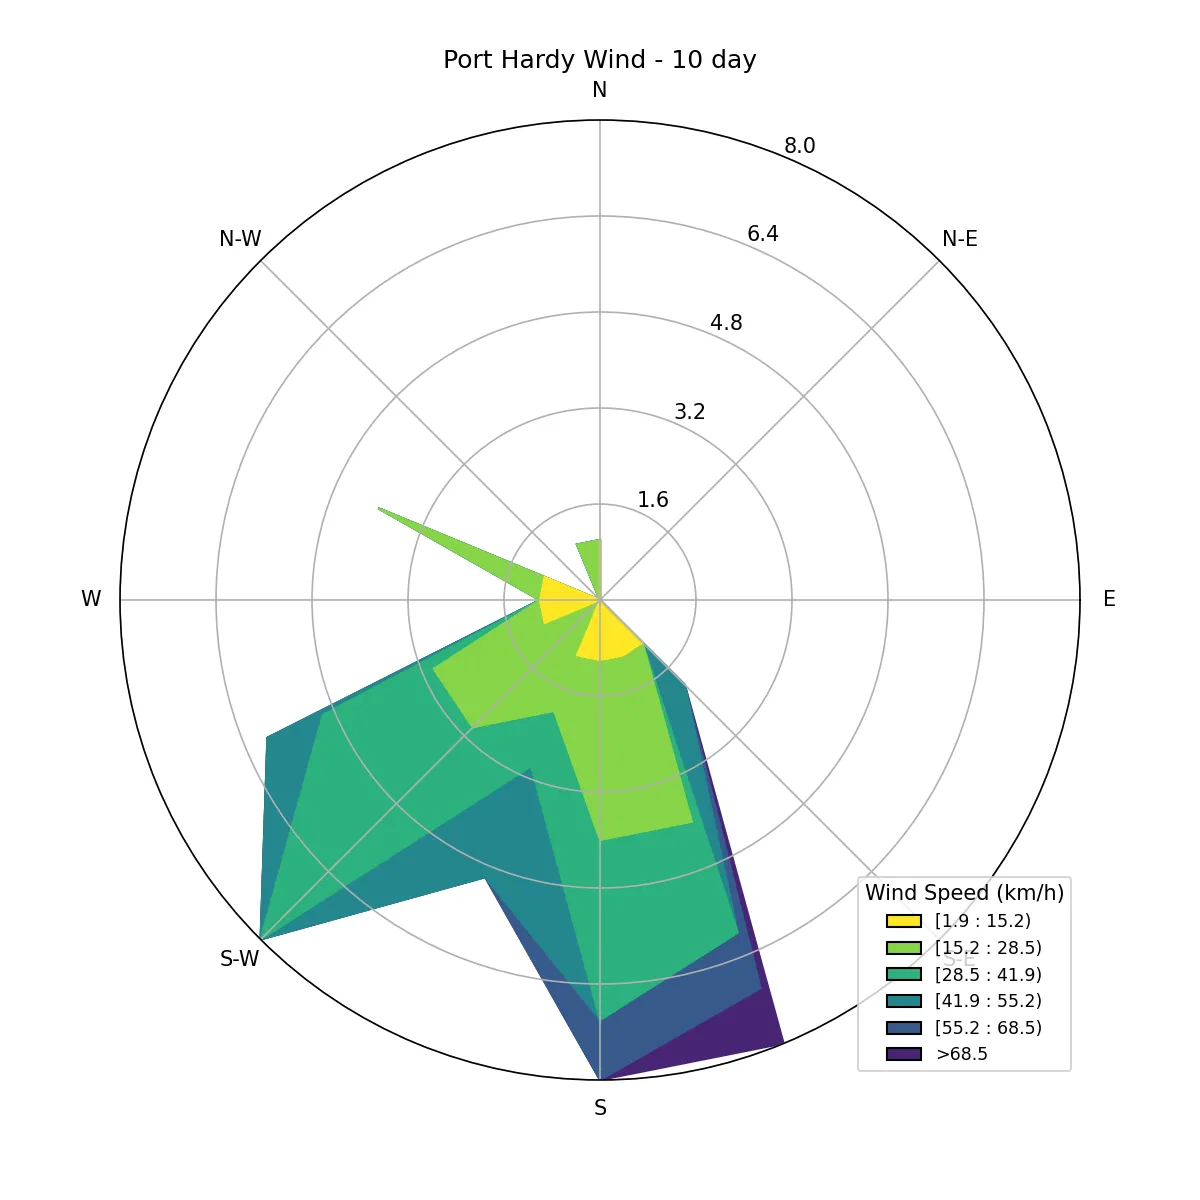 Port Hardy Wind - 10 day
N
8.0
6.4
N-W
N-E
4.8
3.2
1.6
W
E
Wind Speed (km/h)
[1.9 : 15.2)
[15.2 : 28.5)
S-W
S-E
[28.5 : 41.9)
[41.9 : 55.2)
[55.2 : 68.5)
>68.5
S